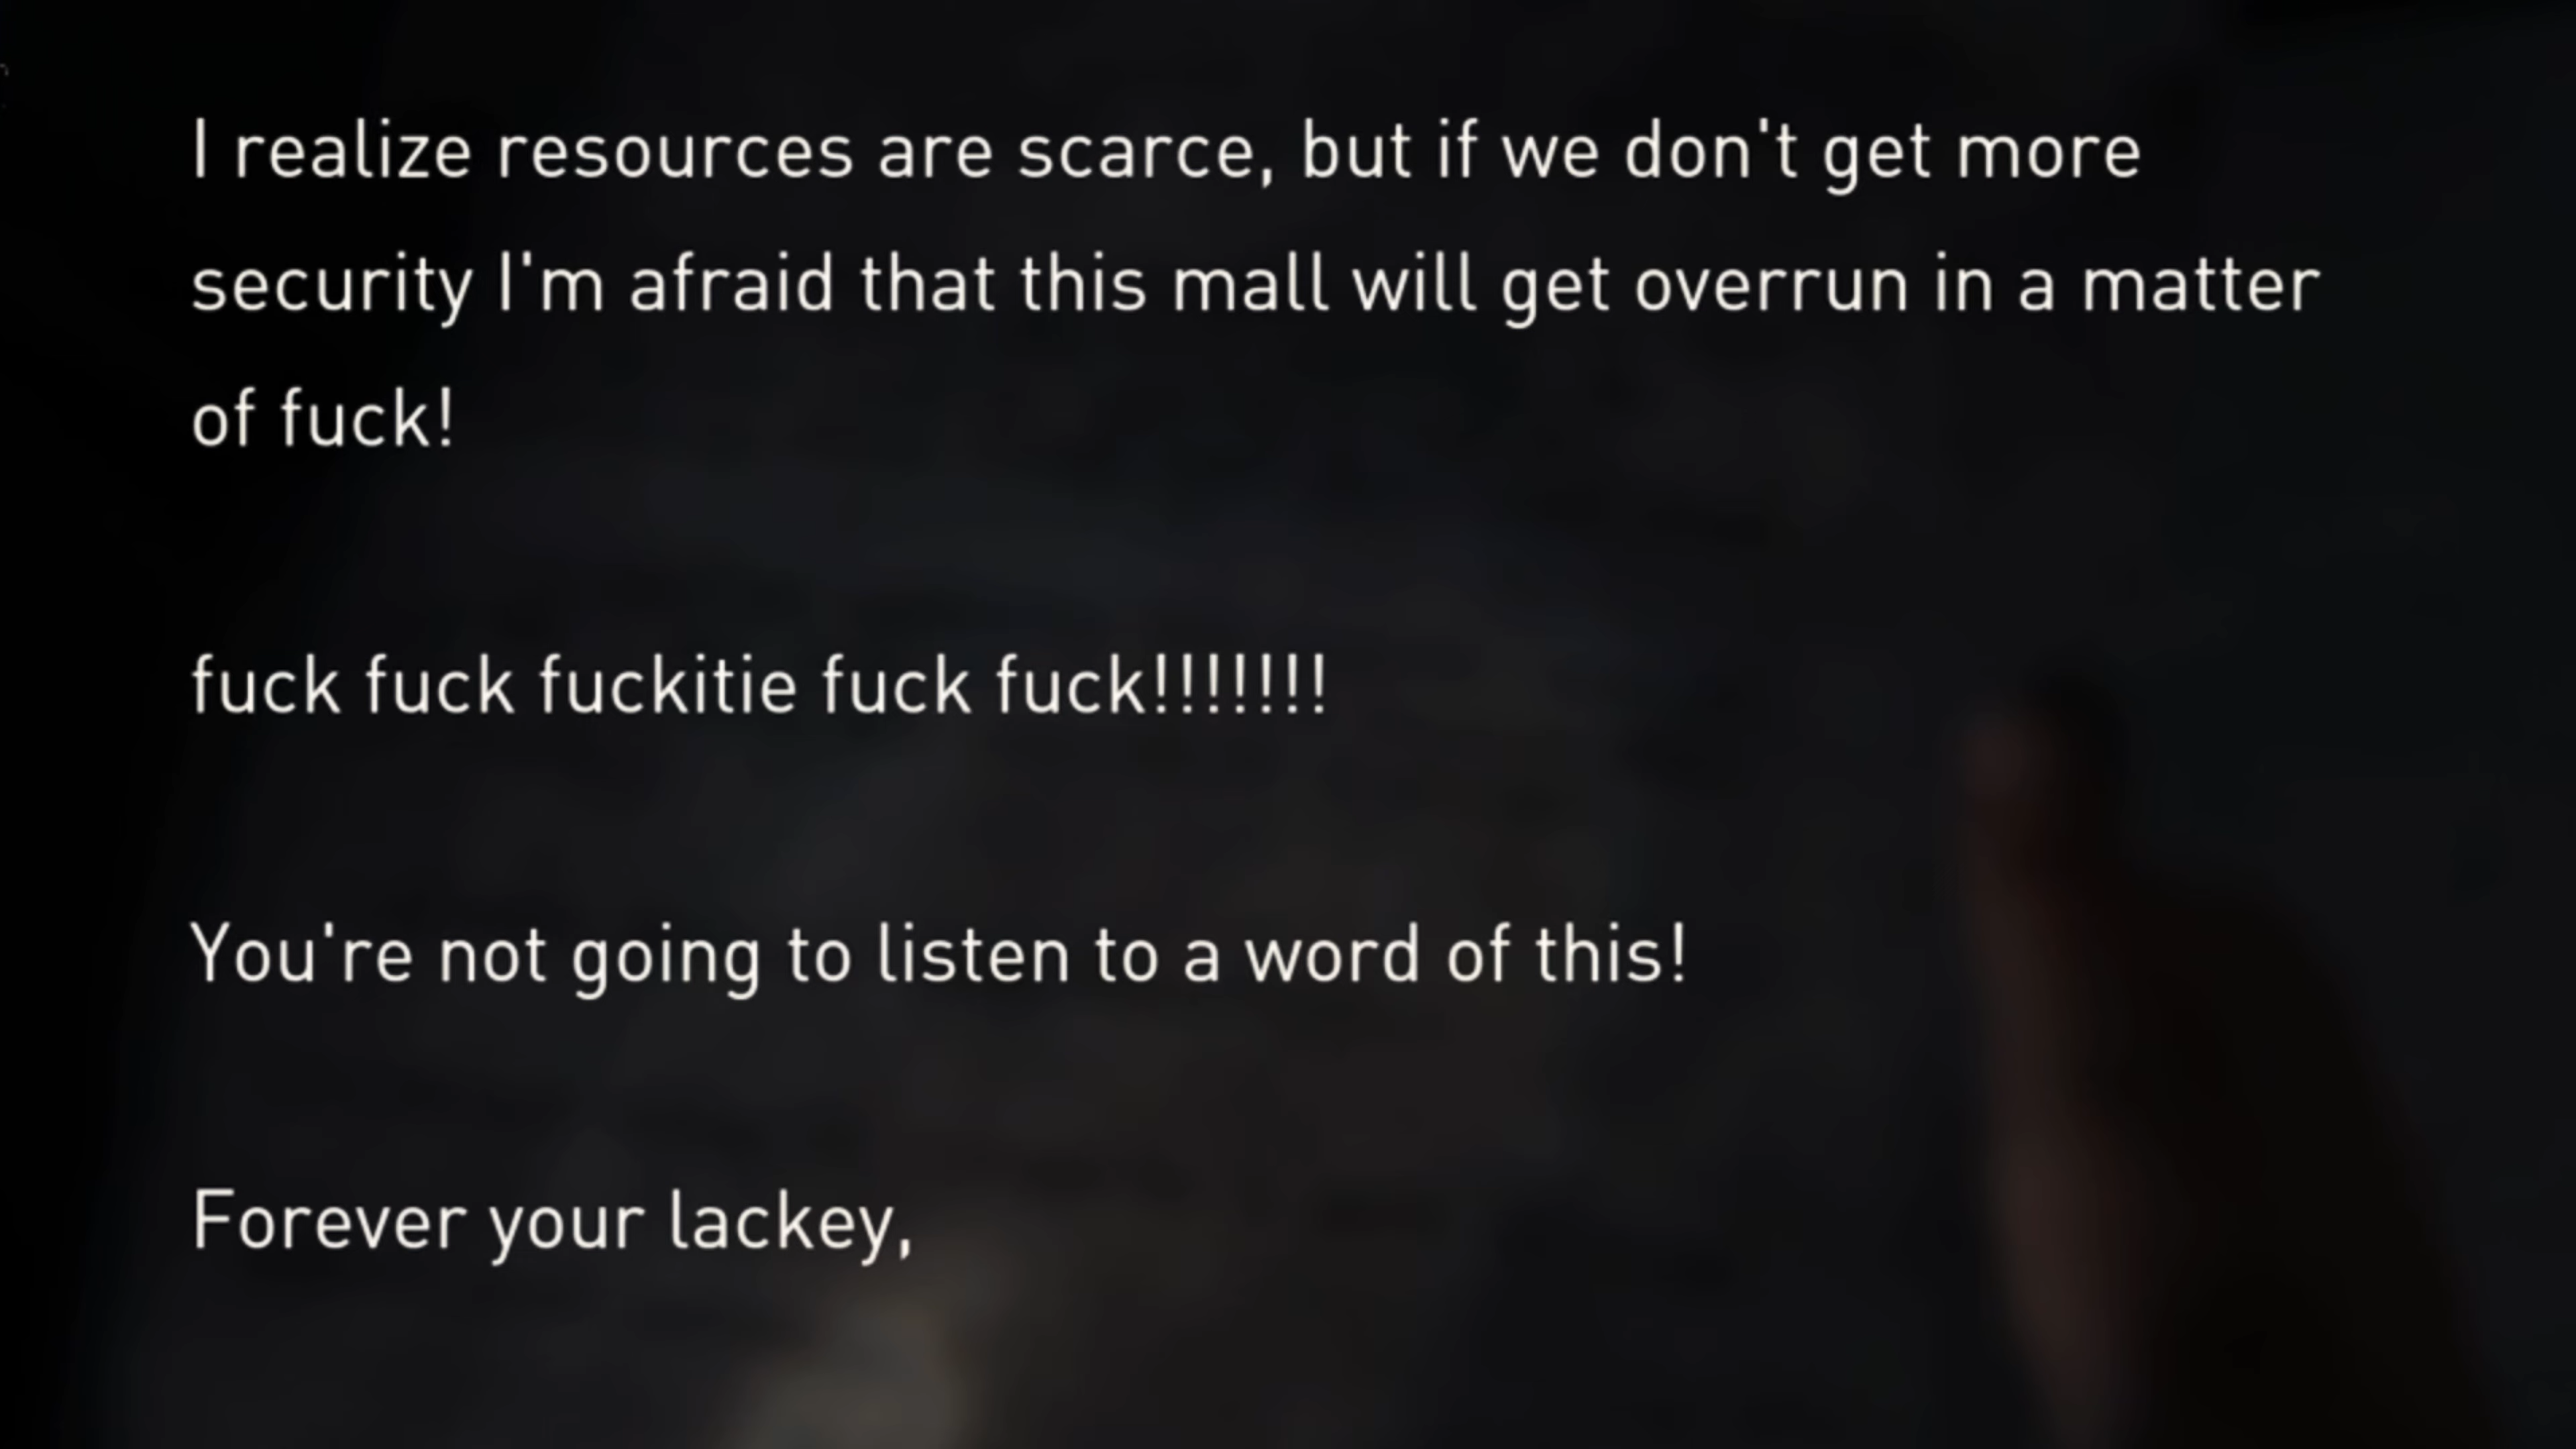 I realize resources are scarce, but if we don't get more
security I'm afraid that this mall will get overrun in a matter
of fuck!
fuck fuck fuckitie fuck fuck!!!!!!!
You're not going to listen to a word of this!
Forever your lackey,